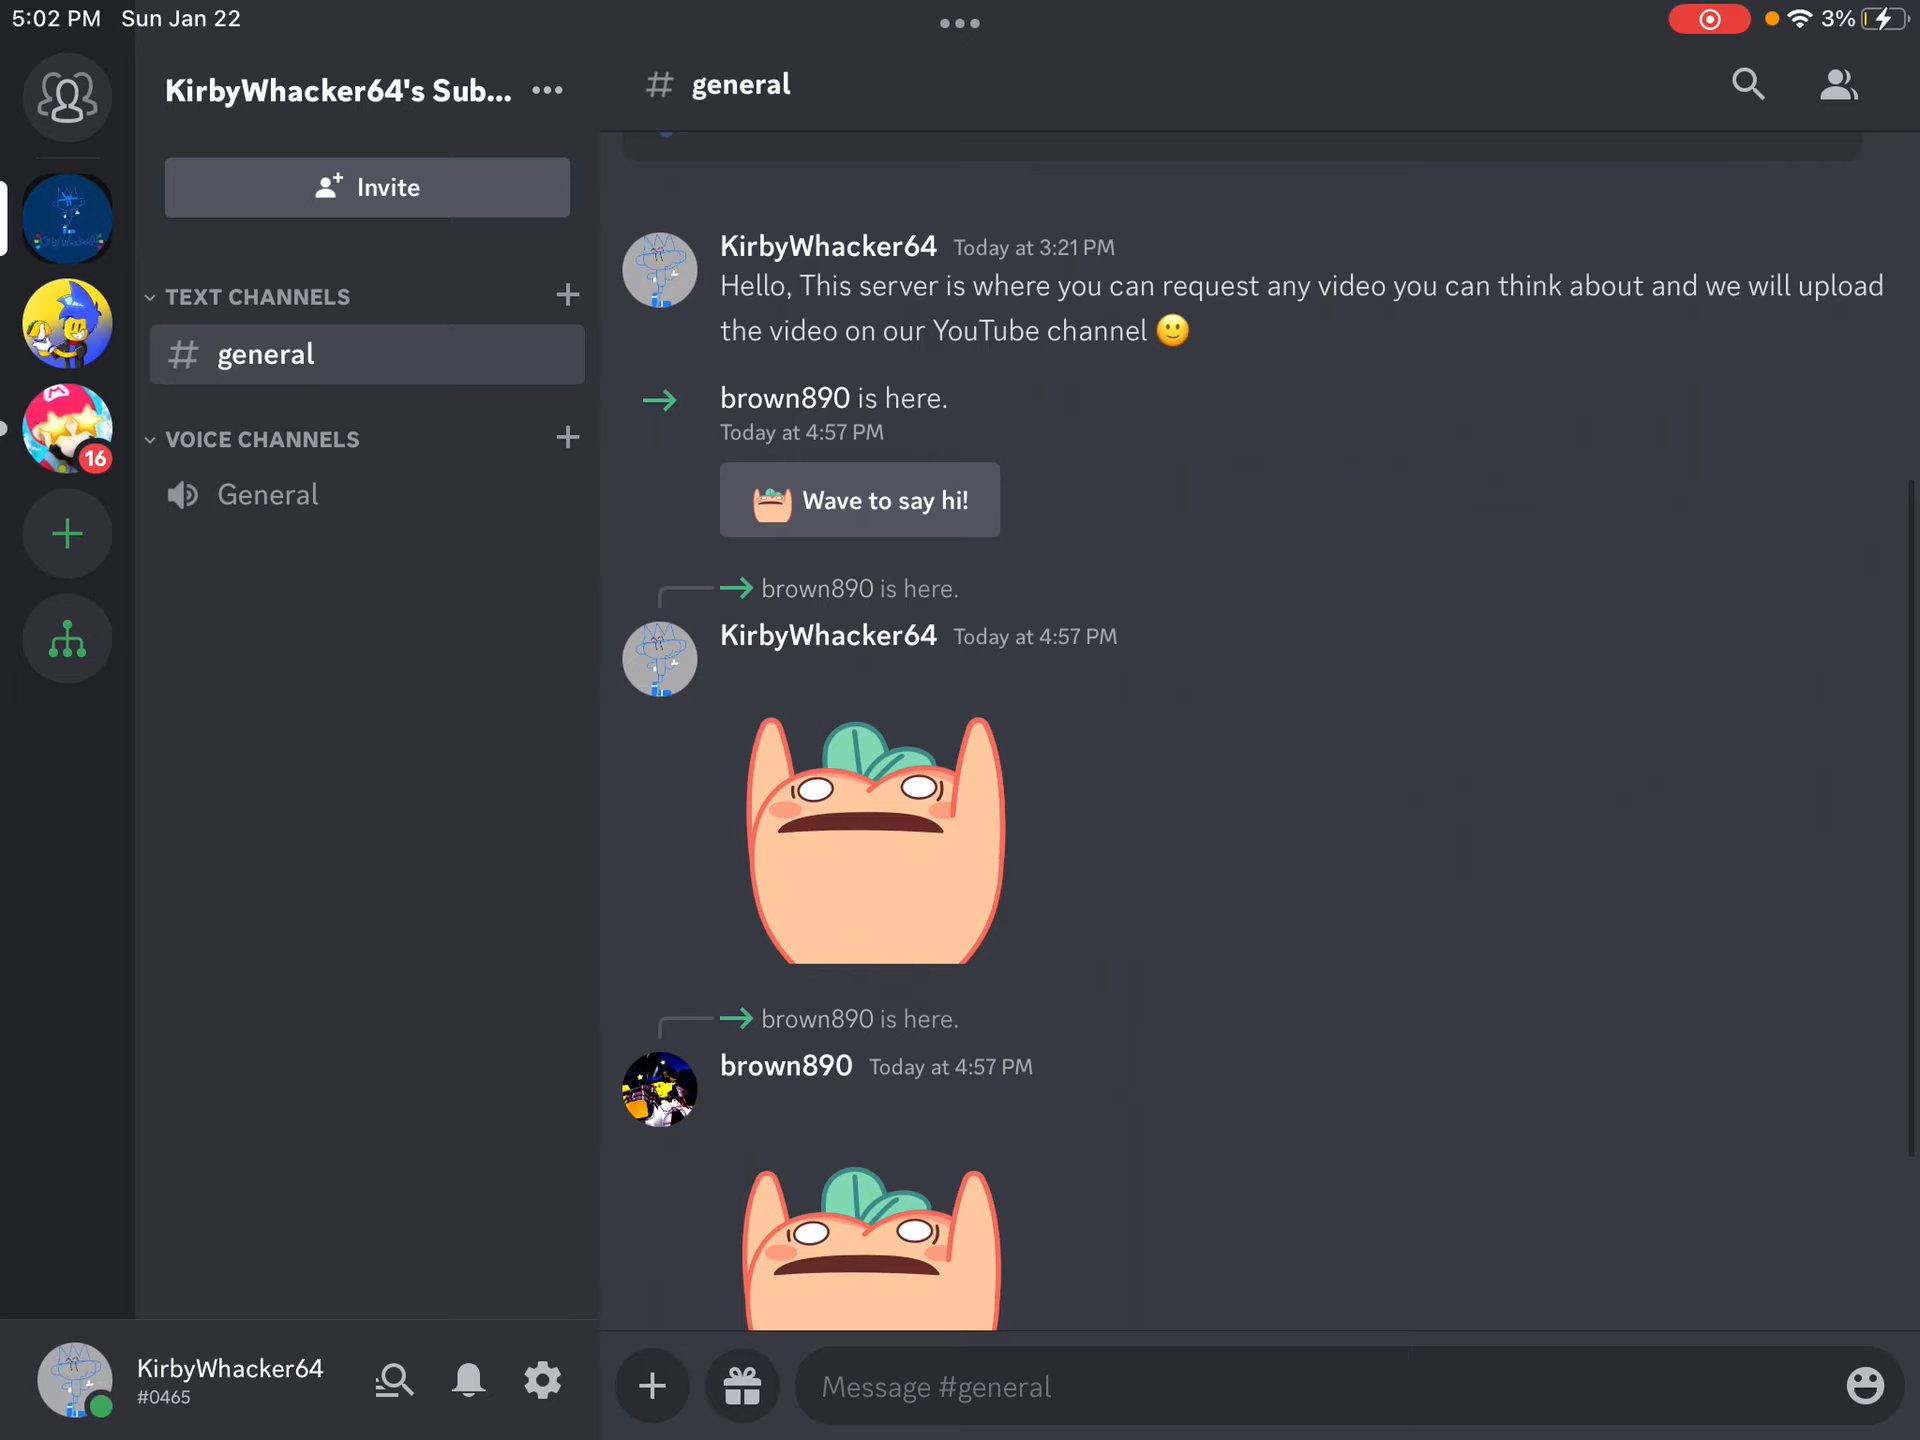 5:02 PM Sun Jan 22
3%
KirbyWhacker64's Sub...
Invite
TEXT CHANNELS
general
VOICE CHANNELS
General
16
KirbyWhacker64
#0465
# general
KirbyWhacker64 Today at 3:21 PM
Hello, This server is where you can request any video you can think about and we will upload
the video on our YouTube channel 🙂
brown890 is here.
Today at 4:57 PM
Wave to say hi!
brown890 is here.
KirbyWhacker64 Today at 4:57 PM
brown890 is here.
brown890 Today at 4:57 PM
Message #general